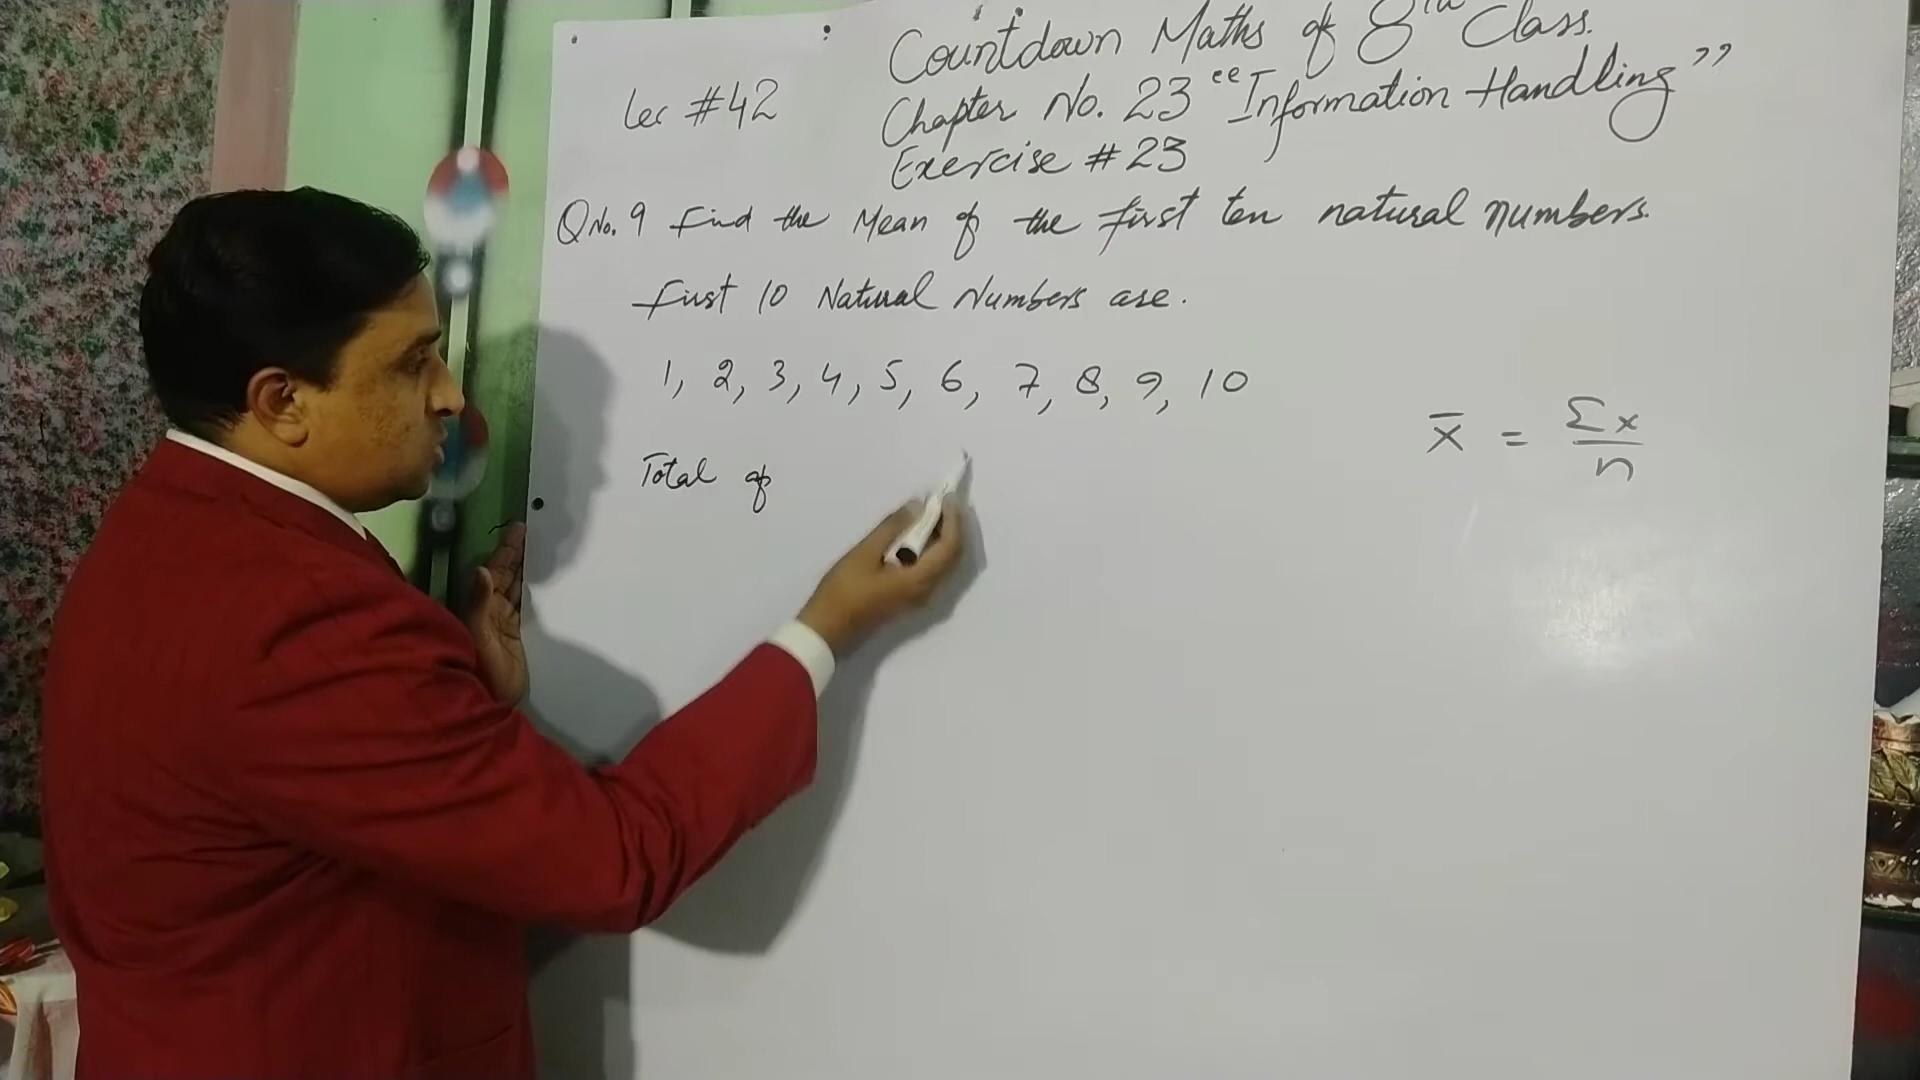 Countdown Maths of 8th Class.
Lec #42
Chapter No. 23 "Information Handling"
Exercise #23
Q No. 9 Find the Mean of the first ten natural numbers.
First 10 Natural Numbers are.
1, 2, 3, 4, 5, 6, 7, 8, 9, 10
x̄ = Σx / n
Total of